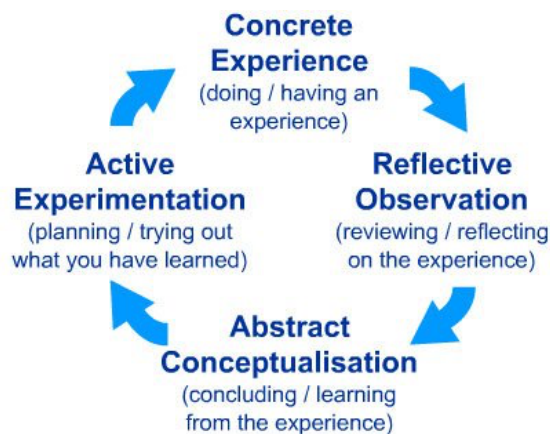 Concrete
Experience
(doing / having an
experience)
Reflective
Observation
(reviewing / reflecting
on the experience)
Abstract
Conceptualisation
(concluding / learning
from the experience)
Active
Experimentation
(planning / trying out
what you have learned)